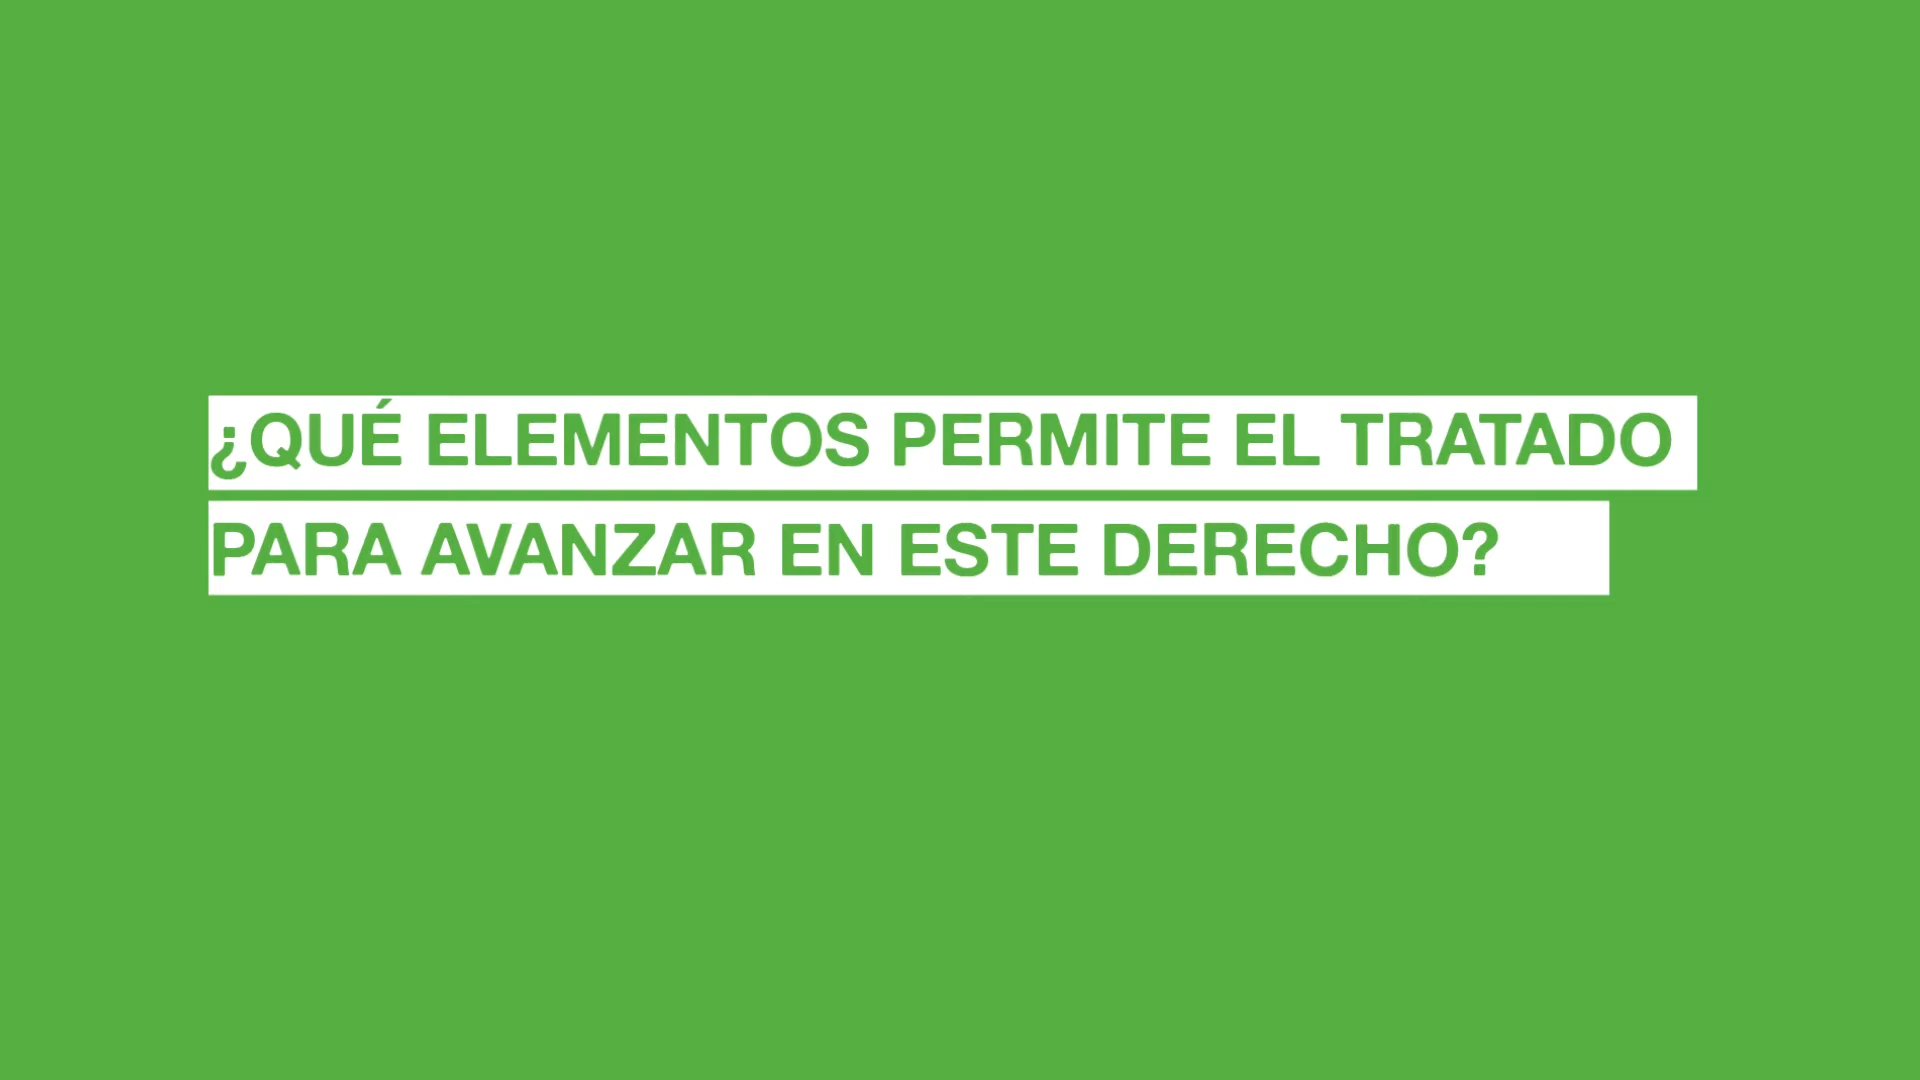 ¿QUÉ ELEMENTOS PERMITE EL TRATADO
PARA AVANZAR EN ESTE DERECHO?